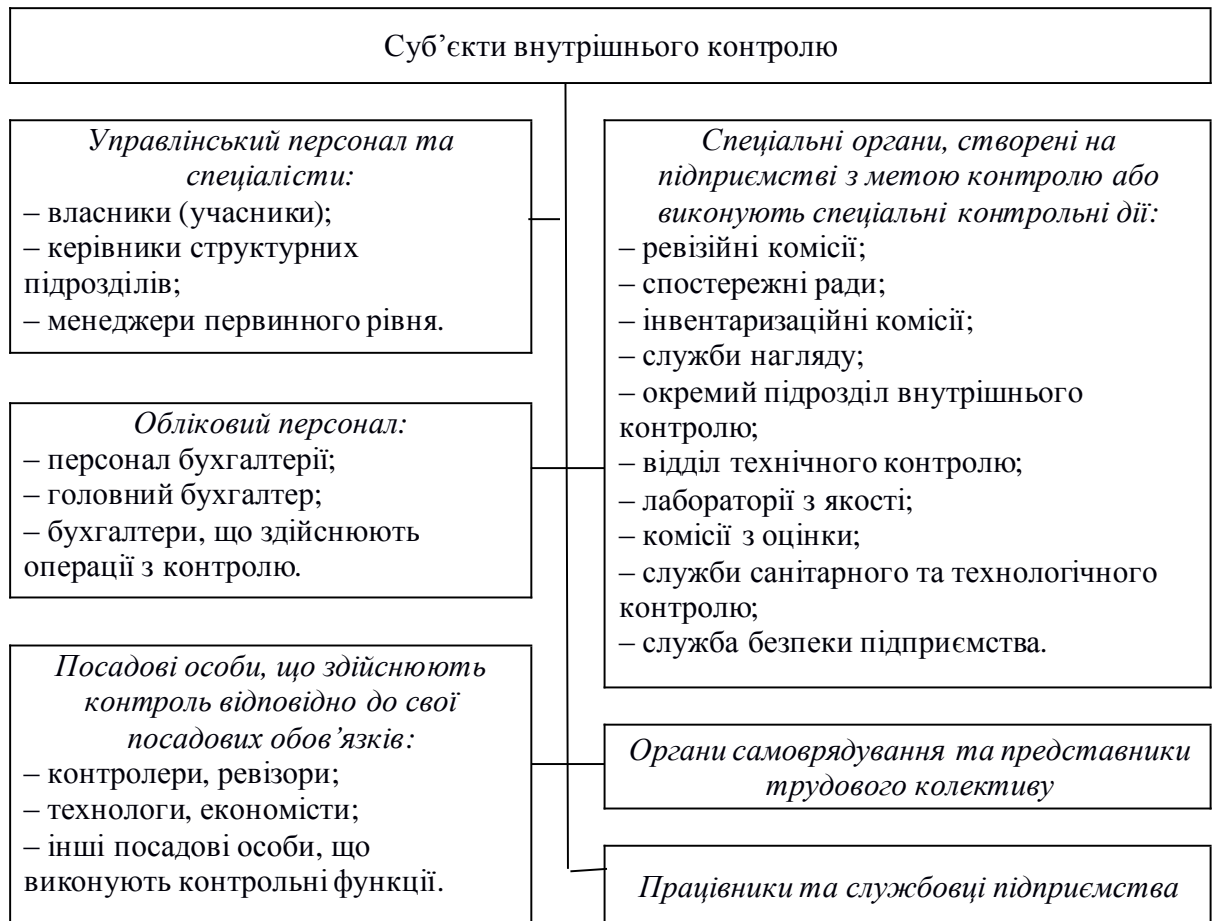 Суб’єкти внутрішнього контролю
Управлінський персонал та
спеціалісти:
– власники (учасники);
– керівники структурних
підрозділів;
– менеджери первинного рівня.
Обліковий персонал:
– персонал бухгалтерії;
– головний бухгалтер;
– бухгалтери, що здійснюють
операції з контролю.
Посадові особи, що здійснюють
контроль відповідно до свої
посадових обов’язків:
– контролери, ревізори;
– технологи, економісти;
– інші посадові особи, що
виконують контрольні функції.
Спеціальні органи, створені на
підприємстві з метою контролю або
виконують спеціальні контрольні дії:
– ревізійні комісії;
– спостережні ради;
– інвентаризаційні комісії;
– служби нагляду;
– окремий підрозділ внутрішнього
контролю;
– відділ технічного контролю;
– лабораторії з якості;
– комісії з оцінки;
– служби санітарного та технологічного
контролю;
– служба безпеки підприємства.
Органи самоврядування та представники
трудового колективу
Працівники та службовці підприємства